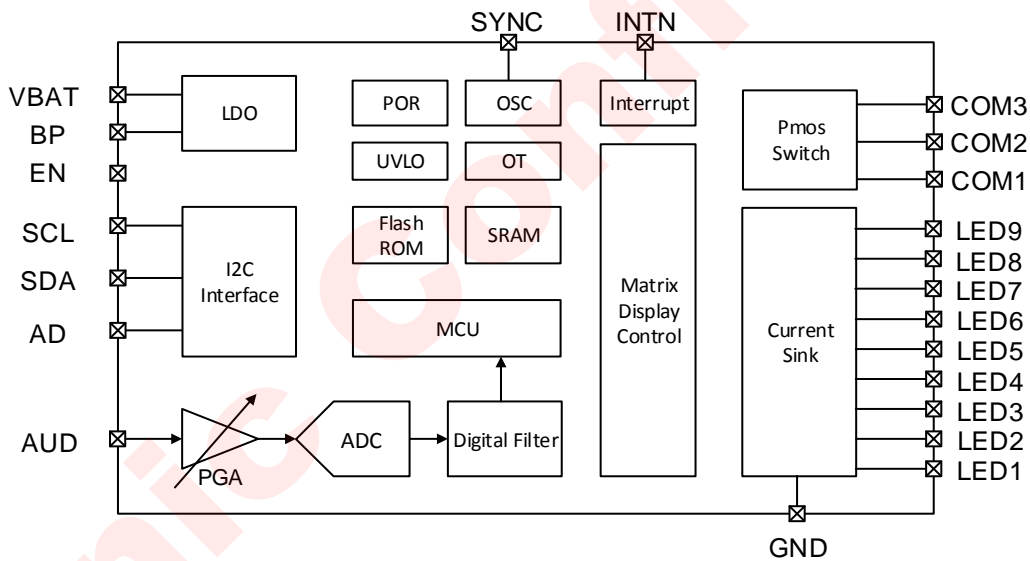 SYNC
INTN
VBAT
BP
EN
SCL
SDA
AD
AUD
LDO
I2C
Interface
POR
OSC
UVLO
OT
Flash
ROM
SRAM
MCU
PGA
ADC
Digital Filter
Interrupt
Matrix
Display
Control
Pmos
Switch
Current
Sink
COM3
COM2
COM1
LED9
LED8
LED7
LED6
LED5
LED4
LED3
LED2
LED1
GND
nic Confi